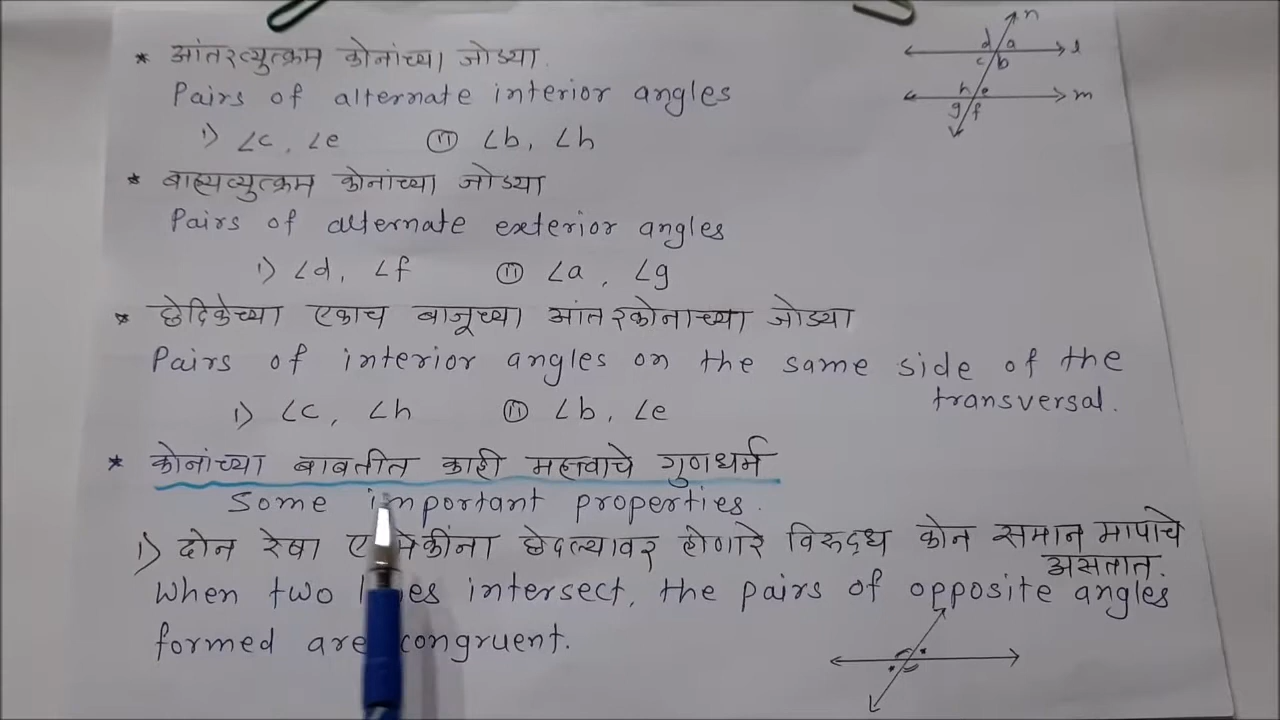 * आंतरव्युत्क्रम कोनांच्या जोड्या.
Pairs of alternate interior angles
i) ∠c, ∠e (ii) ∠b, ∠h
* बाह्यव्युत्क्रम कोनांच्या जोड्या
Pairs of alternate exterior angles
i) ∠d, ∠f (ii) ∠a, ∠g
* छेदिकेच्या एकाच बाजूच्या आंतरकोनाच्या जोड्या
Pairs of interior angles on the same side of the
transversal.
i) ∠c, ∠h (ii) ∠b, ∠e
* कोनांच्या बाबतीत काही महत्त्वाचे गुणधर्म
Some important properties.
i) दोन रेषा छेदल्यावर होणारे विरुद्ध कोन समान मापाचे
असतात.
When two intersect, the pairs of opposite angles
formed are congruent.
n
d a l
c b
h e m
g f